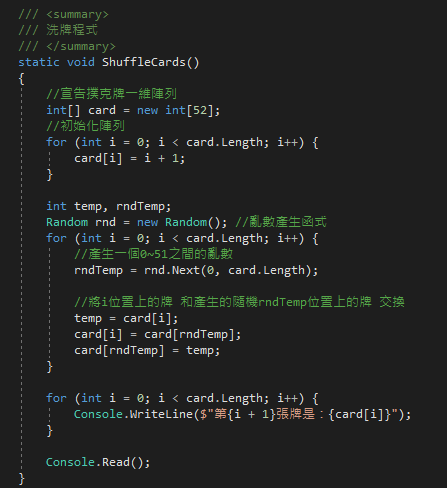 /// <summary>
/// 洗牌程式
/// </summary>
static void ShuffleCards()
{
    //宣告撲克牌一維陣列
    int[] card = new int[52];
    //初始化陣列
    for (int i = 0; i < card.Length; i++) {
        card[i] = i + 1;
    }

    int temp, rndTemp;
    Random rnd = new Random(); //亂數產生函式
    for (int i = 0; i < card.Length; i++) {
        //產生一個0~51之間的亂數
        rndTemp = rnd.Next(0, card.Length);

        //將i位置上的牌 和產生的隨機rndTemp位置上的牌 交換
        temp = card[i];
        card[i] = card[rndTemp];
        card[rndTemp] = temp;
    }

    for (int i = 0; i < card.Length; i++) {
        Console.WriteLine($"第{i + 1}張牌是：{card[i]}");
    }

    Console.Read();
}